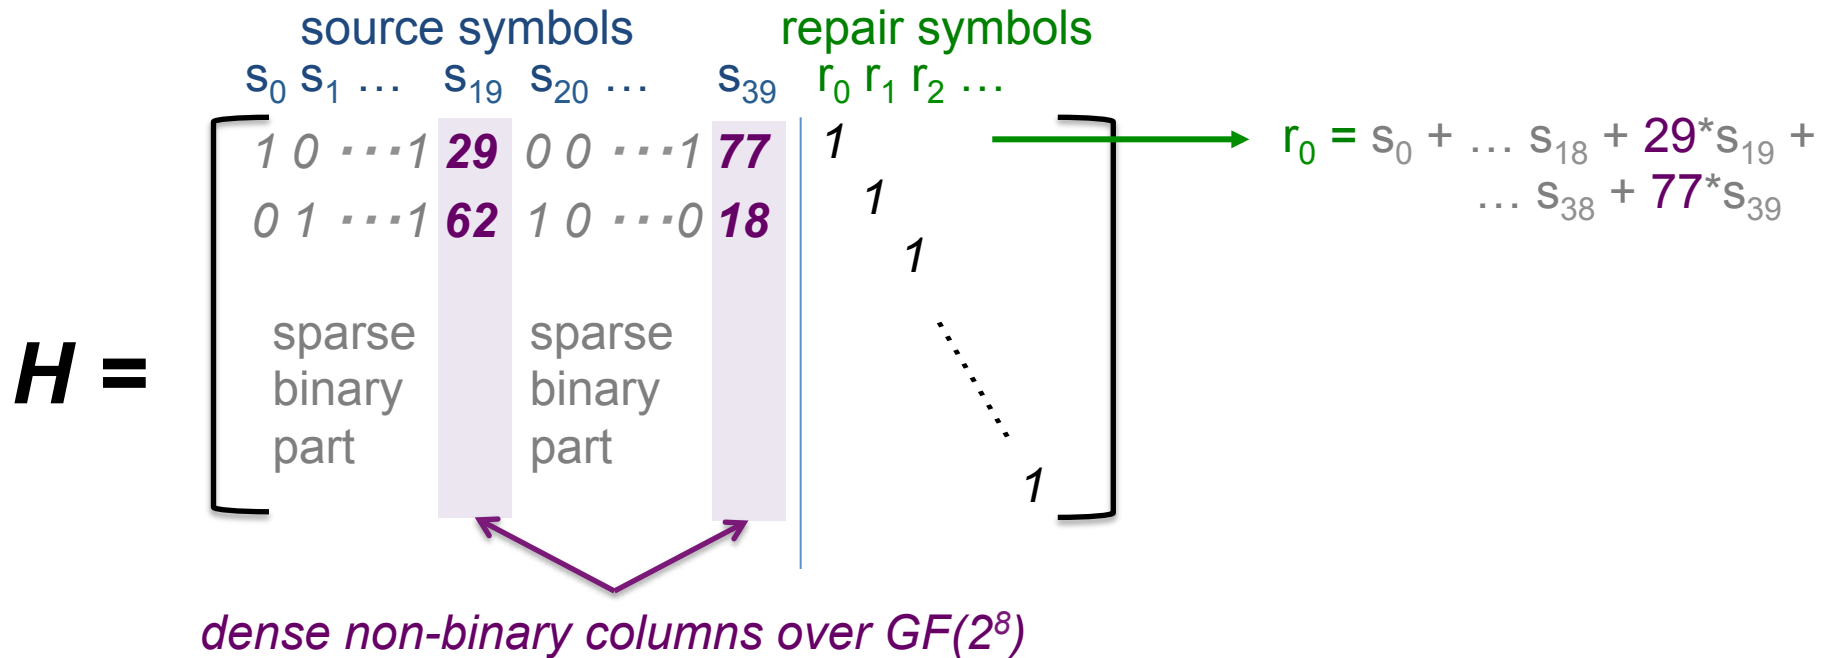 source symbols repair symbols
s₀ s₁ ... s₁₉ s₂₀ ... s₃₉ r₀ r₁ r₂ ...
1 0 ···1 29 0 0 ···1 77 1 r₀ = s₀ + ... s₁₈ + 29*s₁₉ +
... s₃₈ + 77*s₃₉
0 1 ···1 62 1 0 ···0 18 1
1
sparse sparse
binary binary
part part
H =
1
dense non-binary columns over GF(2⁸)